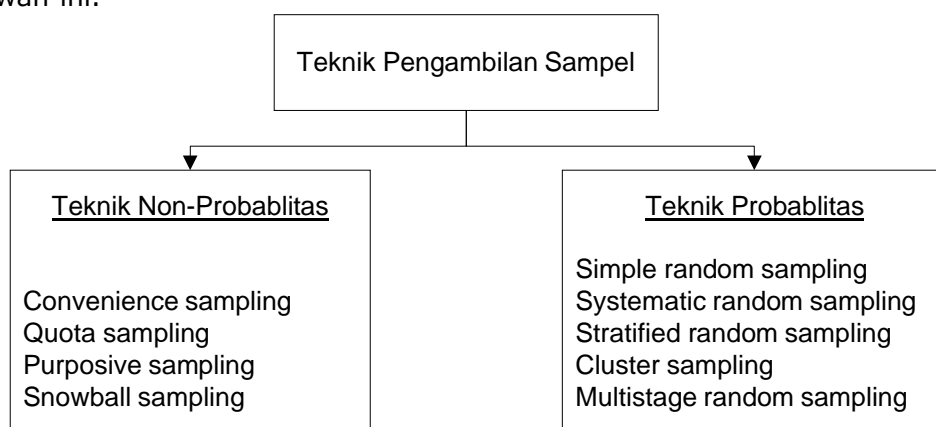 Teknik Pengambilan Sampel
Teknik Non-Probablitas
Convenience sampling
Quota sampling
Purposive sampling
Snowball sampling
Teknik Probablitas
Simple random sampling
Systematic random sampling
Stratified random sampling
Cluster sampling
Multistage random sampling